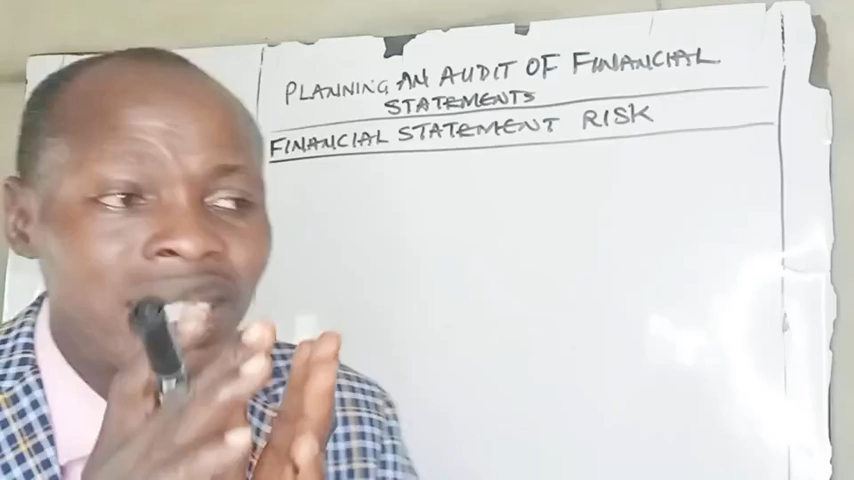 PLANNING AN AUDIT OF FINANCIAL
STATEMENTS
FINANCIAL STATEMENT RISK